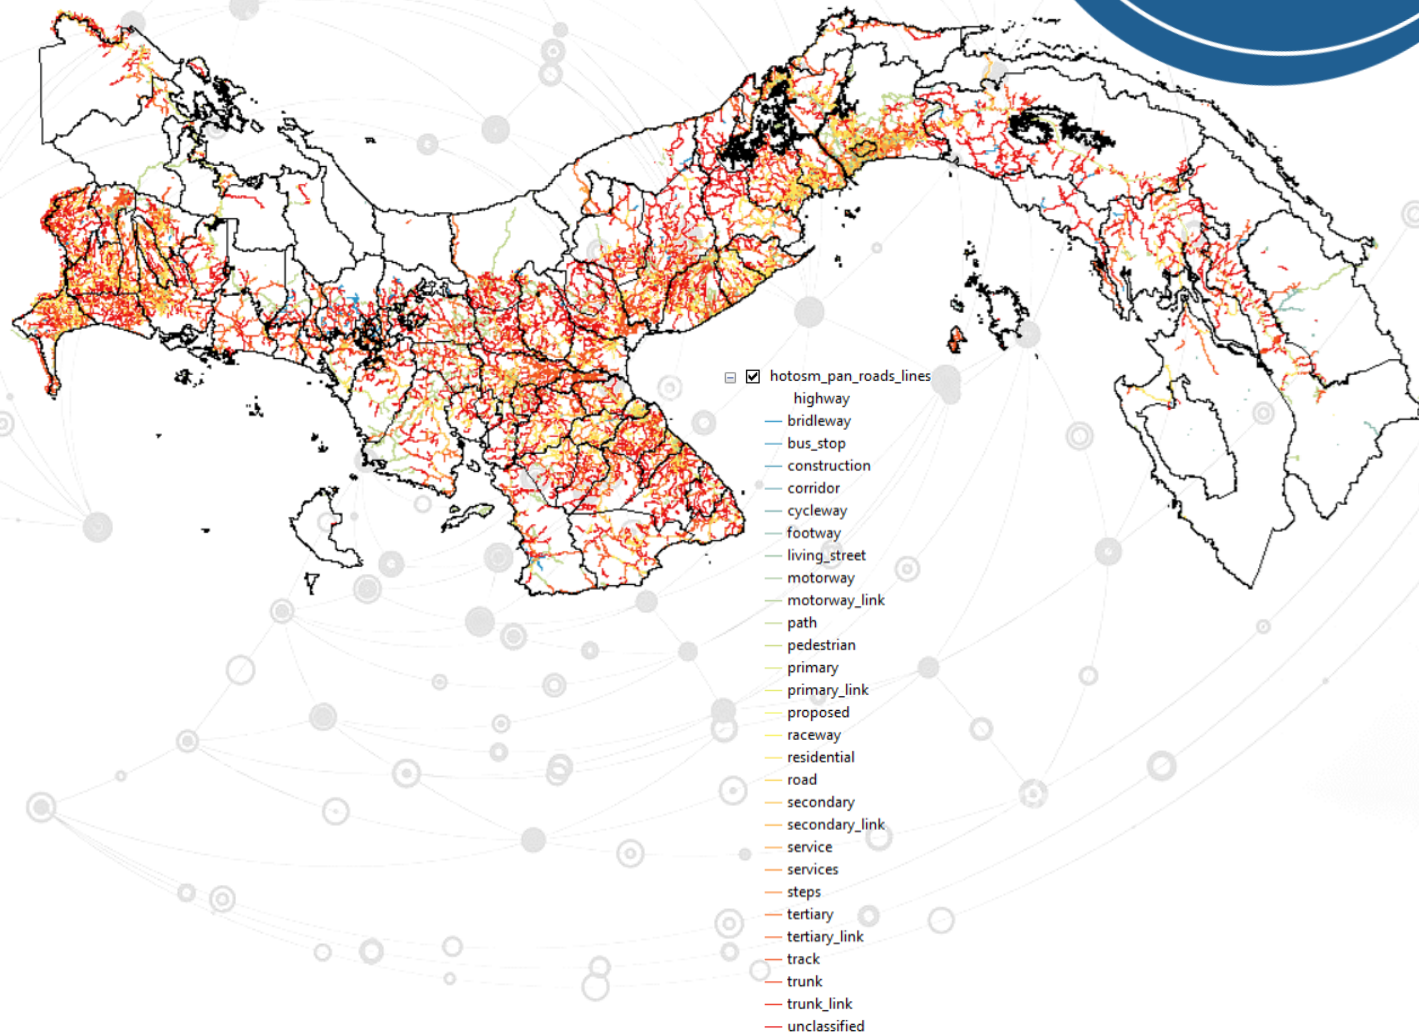 hotosm_pan_roads_lines
highway
bridleway
bus_stop
construction
corridor
cycleway
footway
living_street
motorway
motorway_link
path
pedestrian
primary
primary_link
proposed
raceway
residential
road
secondary
secondary_link
service
services
steps
tertiary
tertiary_link
track
trunk
trunk_link
unclassified